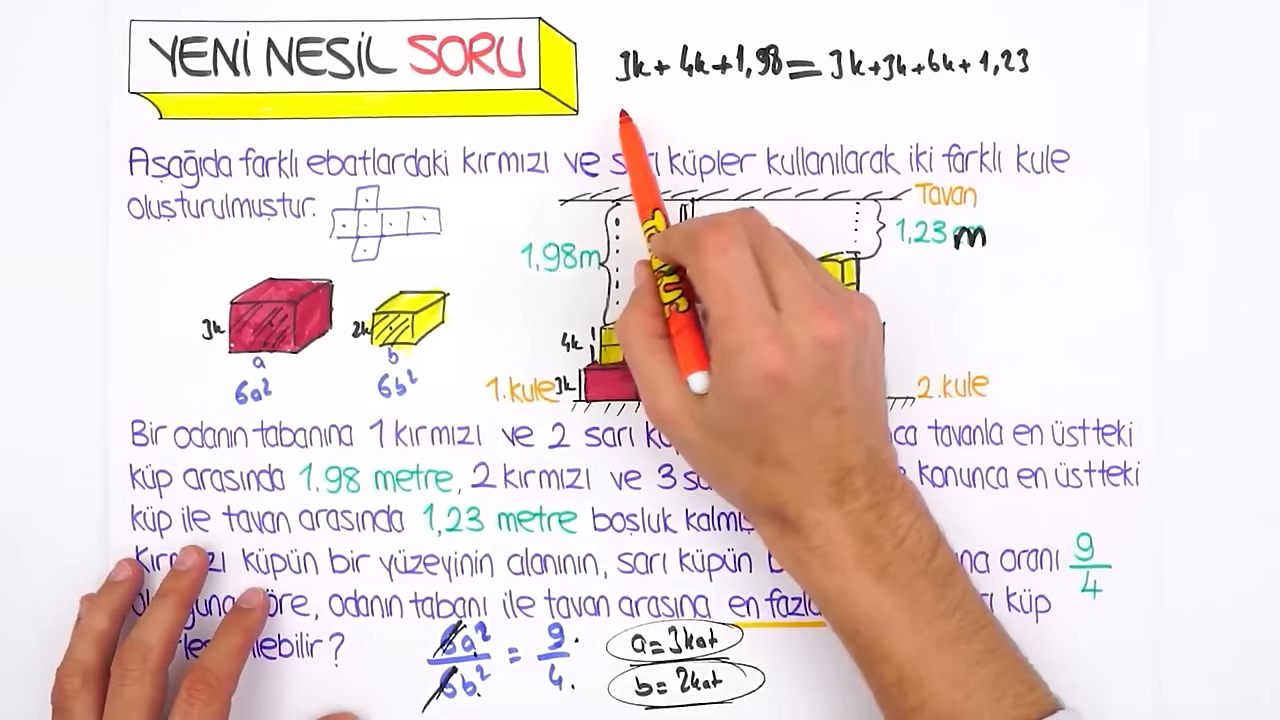 YENİ NESİL SORU
3k + 4k + 1,98 = 3k + 3k + 6k + 1,23
Aşağıda farklı ebatlardaki kırmızı ve sarı küpler kullanılarak iki farklı kule
oluşturulmuştur.
Tavan
1,98m
1,23m
3k
a
6a²
2k
b
6b²
4k
1.kule
3k
2.kule
Bir odanın tabanına 1 kırmızı ve 2 sarı tavanla en üstteki
küp arasında 1.98 metre, 2 kırmızı ve 3 konunca en üstteki
küp ile tavan arasında 1,23 metre boşluk
küpün bir yüzeyinin alanının, sarı küpün oranı 9/4
göre, odanın tabanı ile tavan arasına en fazla küp
?
6a²/6b² = 9/4
a=3kat
b=2kat